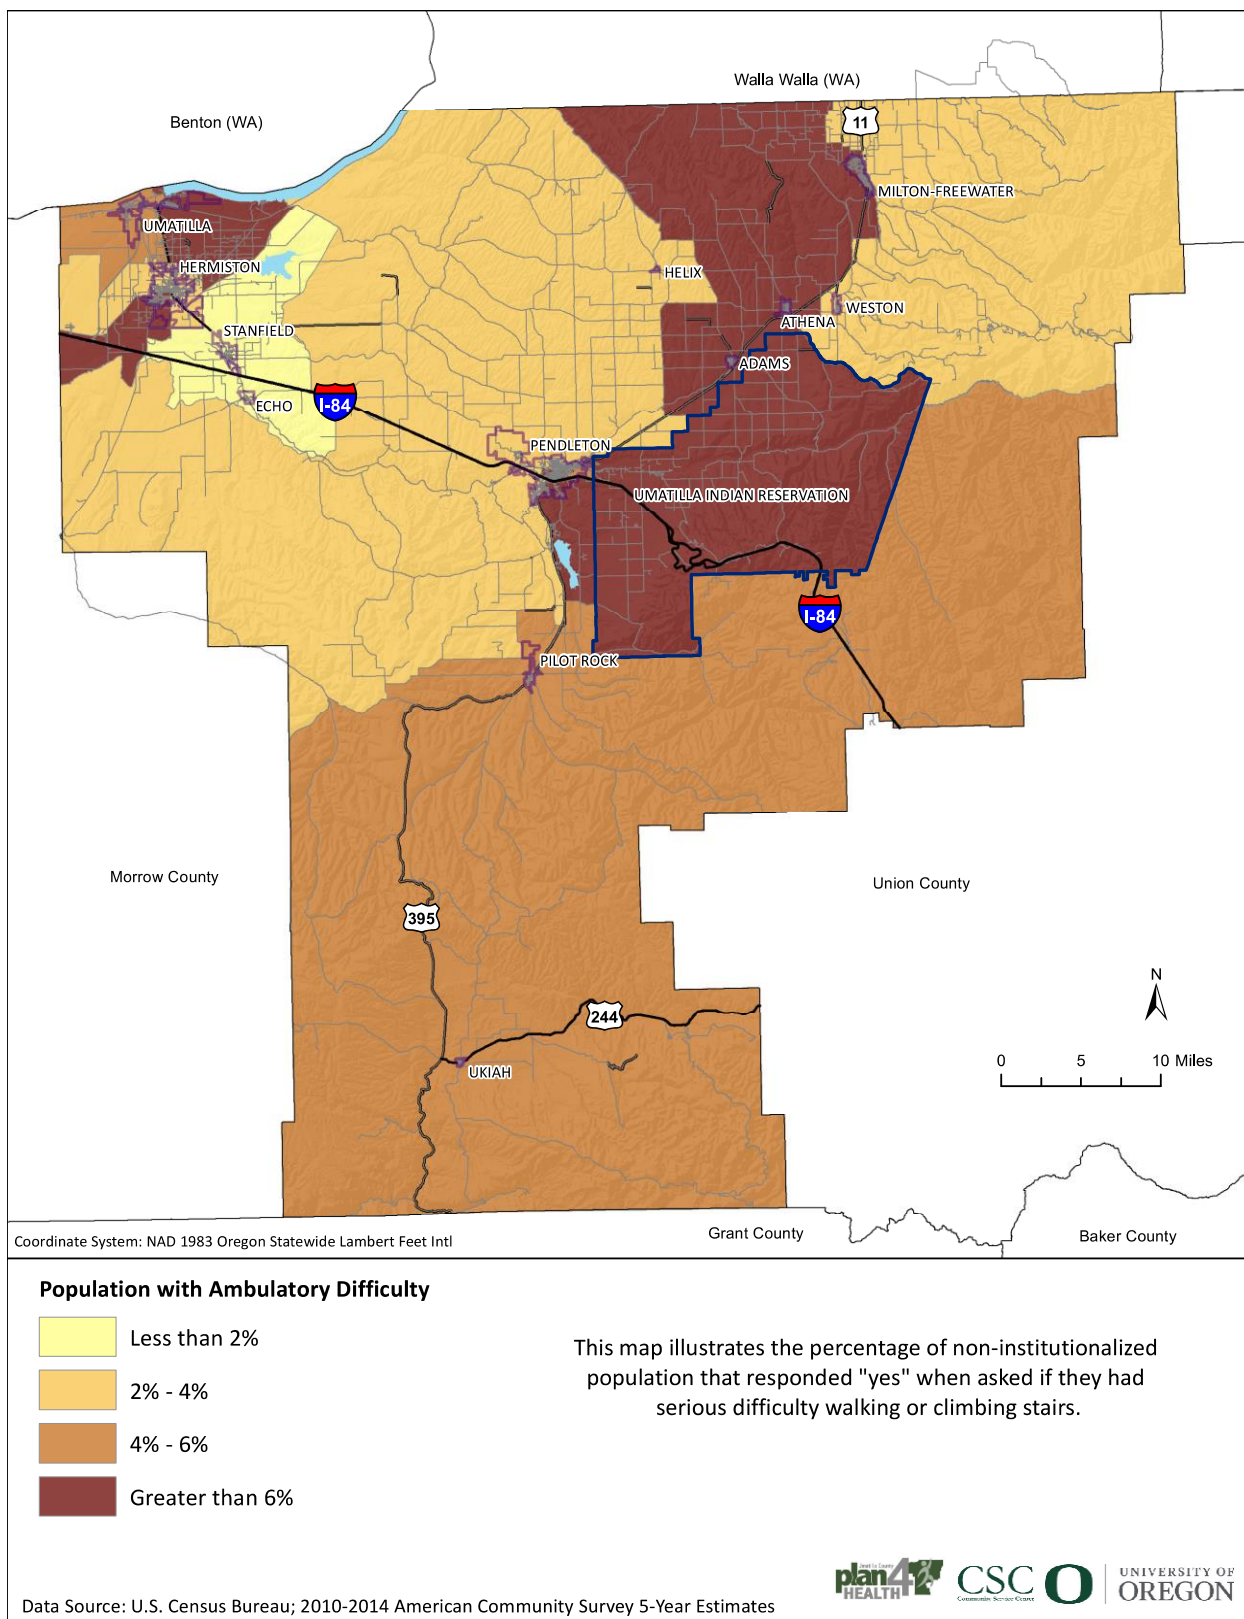 Walla Walla (WA)
Benton (WA)
11
MILTON-FREEWATER
UMATILLA
HERMISTON
HELIX
WESTON
ATHENA
STANFIELD
ADAMS
ECHO
I-84
PENDLETON
UMATILLA INDIAN RESERVATION
I-84
PILOT ROCK
Morrow County
Union County
395
N
244
0 5 10 Miles
UKIAH
Grant County
Baker County
Coordinate System: NAD 1983 Oregon Statewide Lambert Feet Intl
Population with Ambulatory Difficulty
Less than 2%
2% - 4%
4% - 6%
Greater than 6%
This map illustrates the percentage of non-institutionalized
population that responded "yes" when asked if they had
serious difficulty walking or climbing stairs.
plan4
HEALTH
CSC
Community Service Center
O
UNIVERSITY OF
OREGON
Data Source: U.S. Census Bureau; 2010-2014 American Community Survey 5-Year Estimates